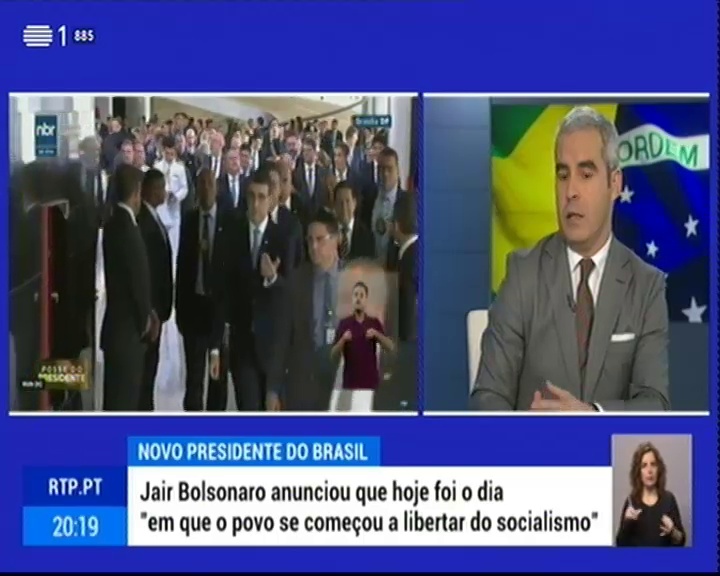 1 885
nbr
Brasília DF
ORDEM
POSSE DO
PRESIDENTE
NOVO PRESIDENTE DO BRASIL
RTP.PT
Jair Bolsonaro anunciou que hoje foi o dia
20:19
"em que o povo se começou a libertar do socialismo"